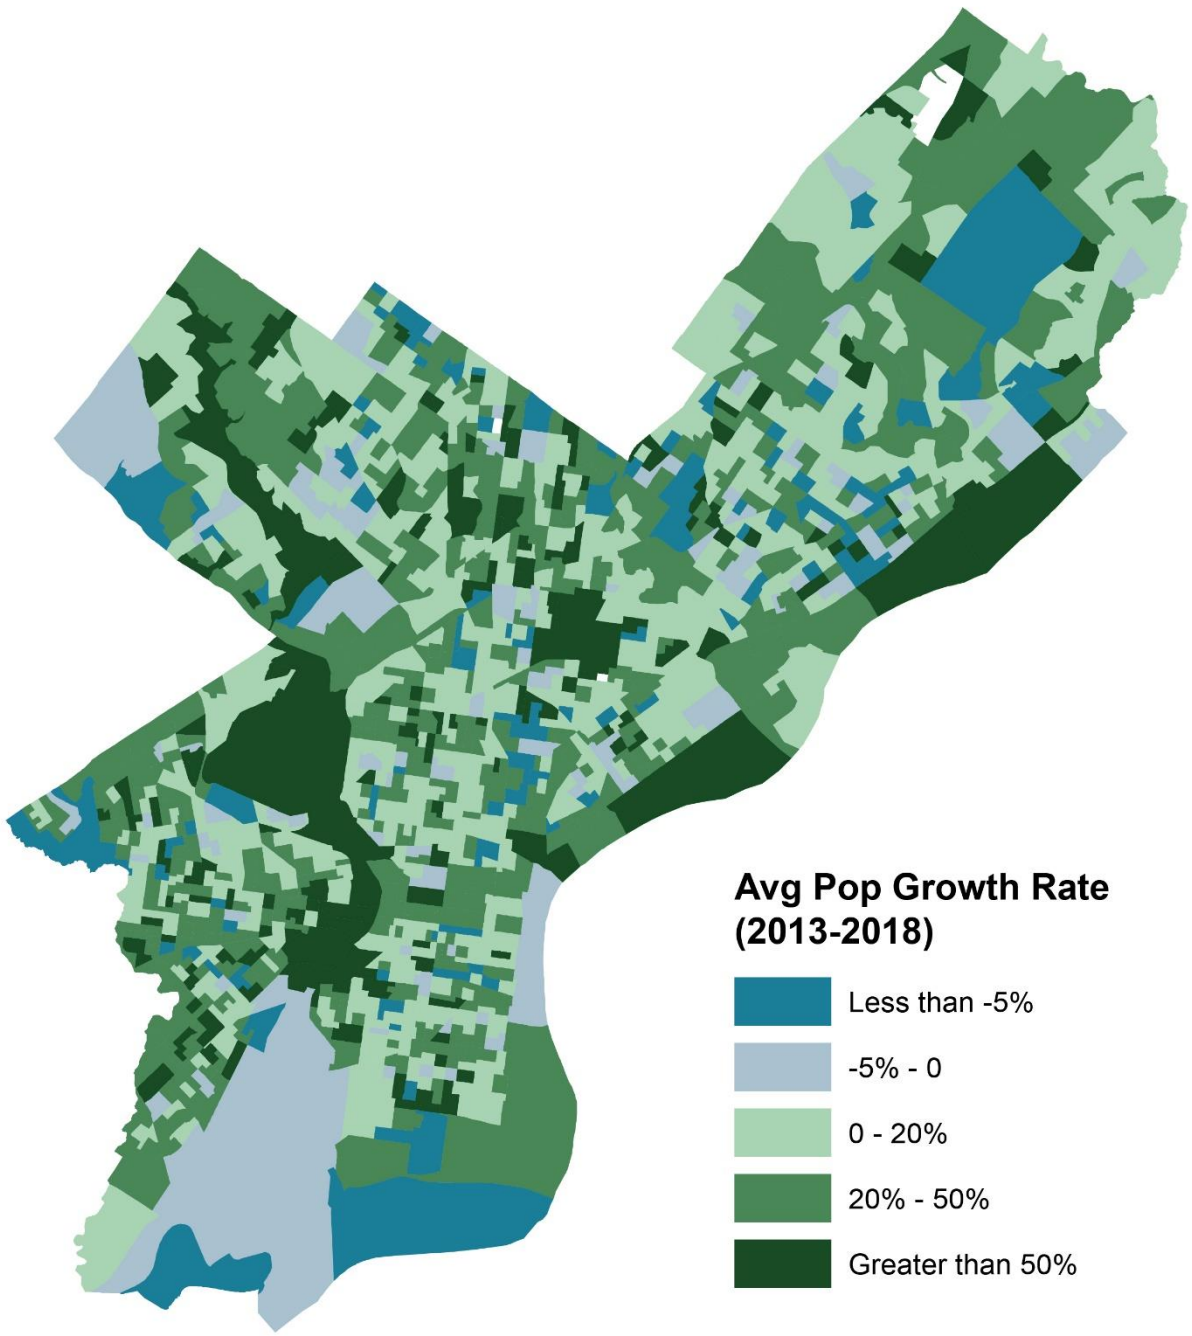 Avg Pop Growth Rate
(2013-2018)
Less than -5%
-5% - 0
0 - 20%
20% - 50%
Greater than 50%